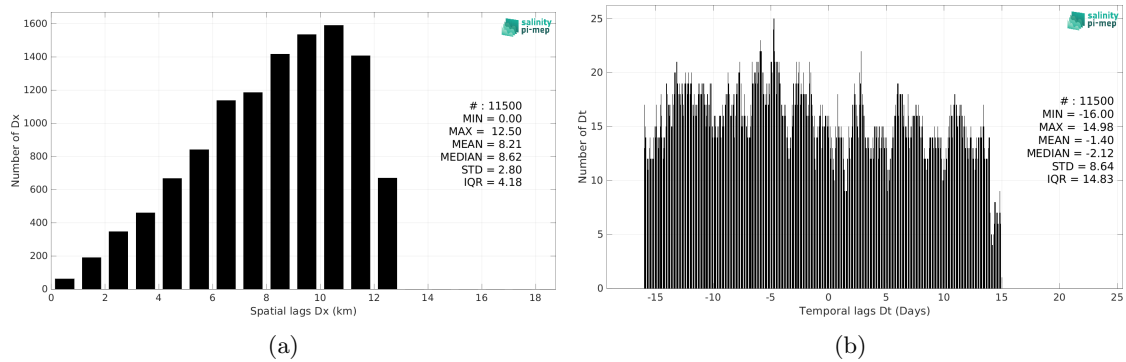 1600
1400
1200
1000
800
600
400
200
0
Number of Dx
0 2 4 6 8 10 12 14 16 18
Spatial lags Dx (km)
salinity
pi-mep
# : 11500
MIN = 0.00
MAX = 12.50
MEAN = 8.21
MEDIAN = 8.62
STD = 2.80
IQR = 4.18
(a)
25
20
15
10
5
0
Number of Dt
-15 -10 -5 0 5 10 15 20 25
Temporal lags Dt (Days)
salinity
pi-mep
# : 11500
MIN = -16.00
MAX = 14.98
MEAN = -1.40
MEDIAN = -2.12
STD = 8.64
IQR = 14.83
(b)